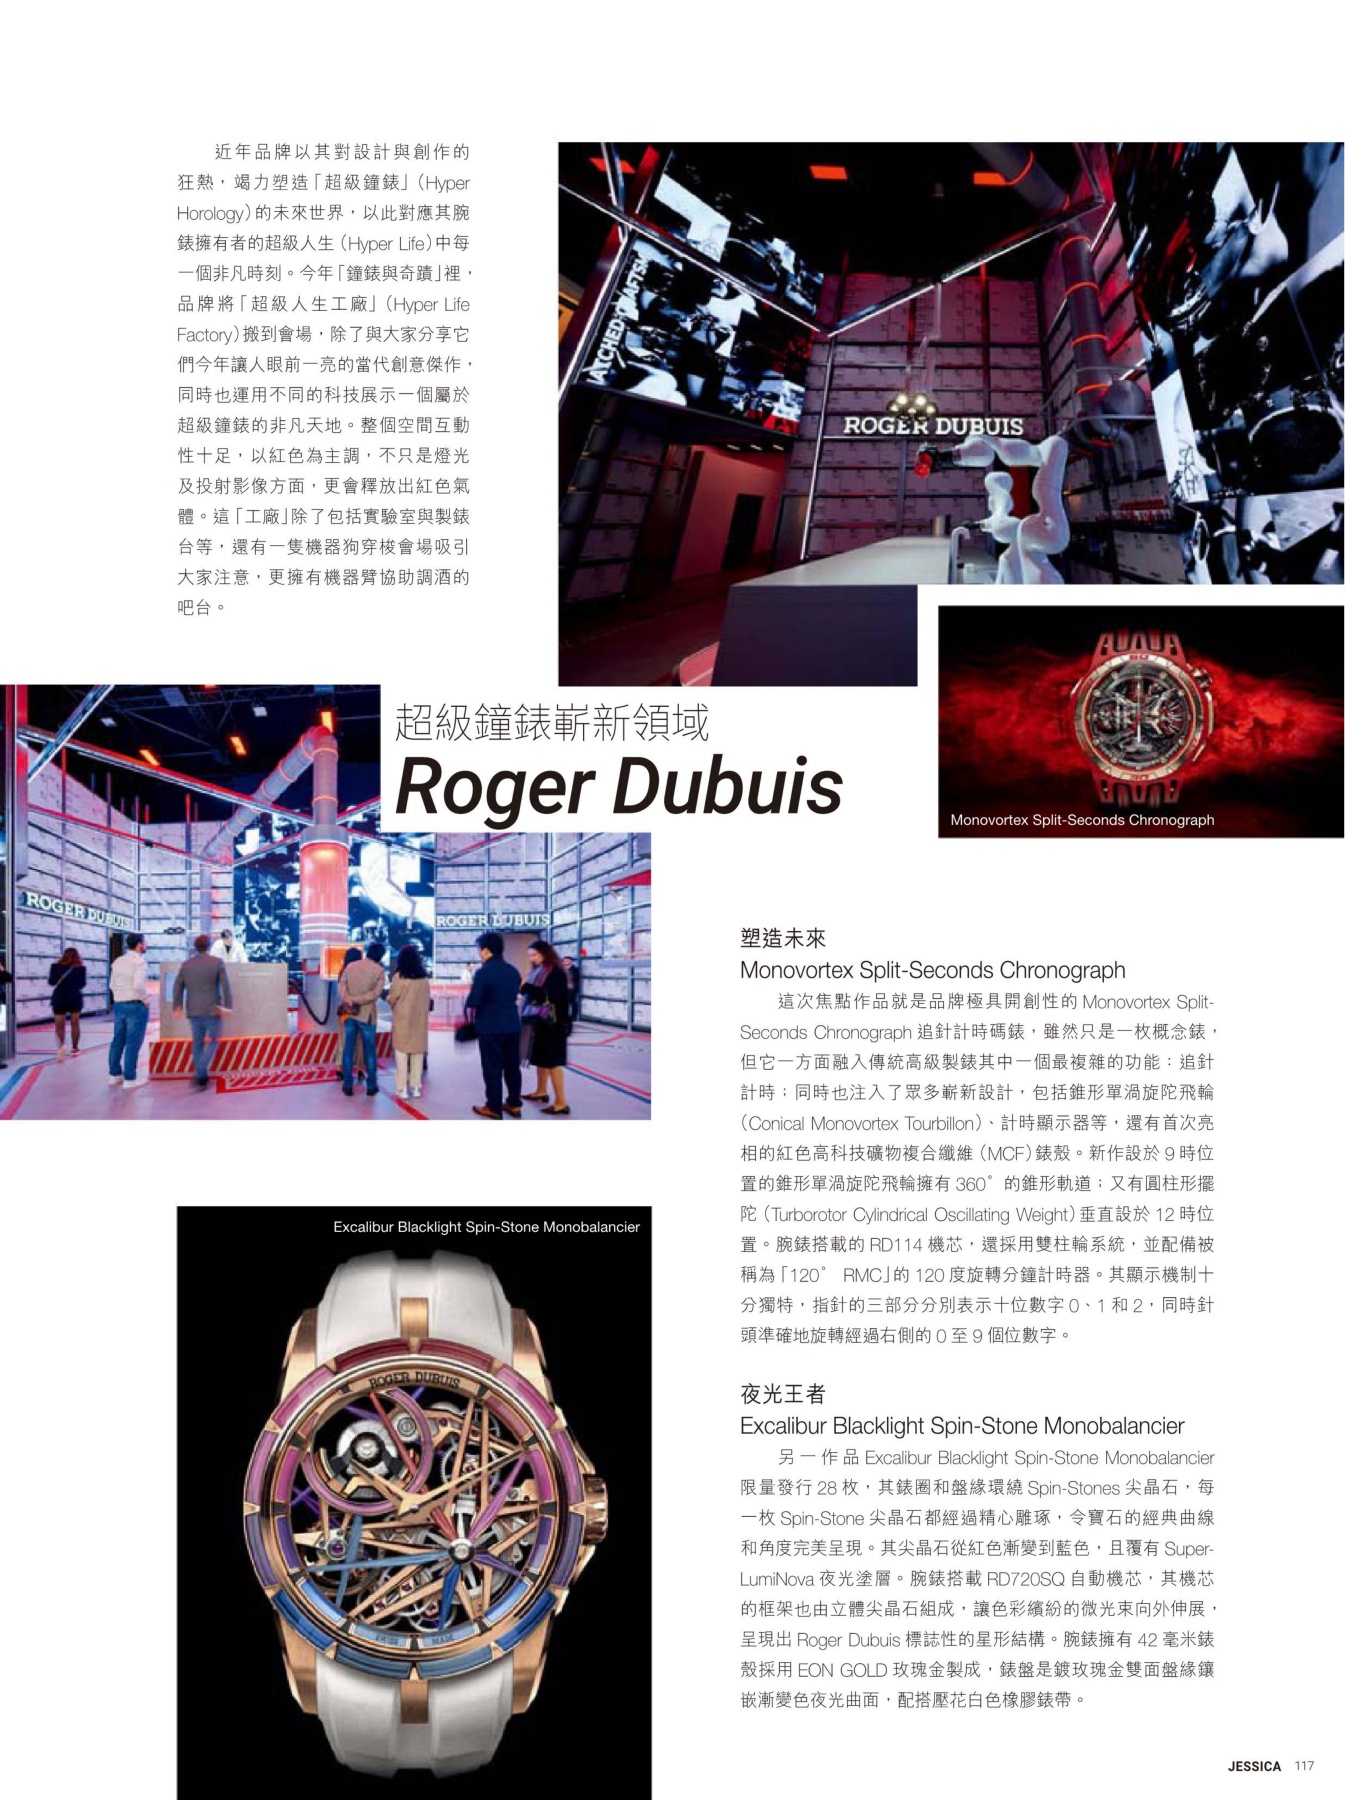 近年品牌以其對設計與創作的
狂熱，竭力塑造「超級鐘錶」（Hyper
Horology）的未來世界，以此對應其腕
錶擁有者的超級人生（Hyper Life）中每
一個非凡時刻。今年「鐘錶與奇蹟」裡，
品牌將「超級人生工廠」（Hyper Life
Factory）搬到會場，除了與大家分享它
們今年讓人眼前一亮的當代創意傑作，
同時也運用不同的科技展示一個屬於
超級鐘錶的非凡天地。整個空間互動
性十足，以紅色為主調，不只是燈光
及投射影像方面，更會釋放出紅色氣
體。這「工廠」除了包括實驗室與製錶
台等，還有一隻機器狗穿梭會場吸引
大家注意，更擁有機器臂協助調酒的
吧台。
ROGER DUBUIS
Monovortex Split-Seconds Chronograph
超級鐘錶嶄新領域
Roger Dubuis
ROGER DUBUIS
ROGER DUBUIS
塑造未來
Monovortex Split-Seconds Chronograph
這次焦點作品就是品牌極具開創性的 Monovortex Split-
Seconds Chronograph 追針計時碼錶，雖然只是一枚概念錶，
但它一方面融入傳統高級製錶其中一個最複雜的功能：追針
計時；同時也注入了眾多嶄新設計，包括錐形單渦旋陀飛輪
（Conical Monovortex Tourbillon）、計時顯示器等，還有首次亮
相的紅色高科技礦物複合纖維（MCF）錶殼。新作設於 9 時位
置的錐形單渦旋陀飛輪擁有 360°的錐形軌道；又有圓柱形擺
陀（Turborotor Cylindrical Oscillating Weight）垂直設於 12 時位
置。腕錶搭載的 RD114 機芯，還採用雙柱輪系統，並配備被
稱為「120° RMC」的 120 度旋轉分鐘計時器。其顯示機制十
分獨特，指針的三部分分別表示十位數字 0、1 和 2，同時針
頭準確地旋轉經過右側的 0 至 9 個位數字。
夜光王者
Excalibur Blacklight Spin-Stone Monobalancier
另一作品 Excalibur Blacklight Spin-Stone Monobalancier
限量發行 28 枚，其錶圈和盤緣環繞 Spin-Stones 尖晶石，每
一枚 Spin-Stone 尖晶石都經過精心雕琢，令寶石的經典曲線
和角度完美呈現。其尖晶石從紅色漸變到藍色，且覆有 Super-
LumiNova 夜光塗層。腕錶搭載 RD720SQ 自動機芯，其機芯
的框架也由立體尖晶石組成，讓色彩繽紛的微光束向外伸展，
呈現出 Roger Dubuis 標誌性的星形結構。腕錶擁有 42 毫米錶
殼採用 EON GOLD 玫瑰金製成，錶盤是鍍玫瑰金雙面盤緣鑲
嵌漸變色夜光曲面，配搭壓花白色橡膠錶帶。
Excalibur Blacklight Spin-Stone Monobalancier
ROGER DUBUIS
SWISS MADE
JESSICA 117